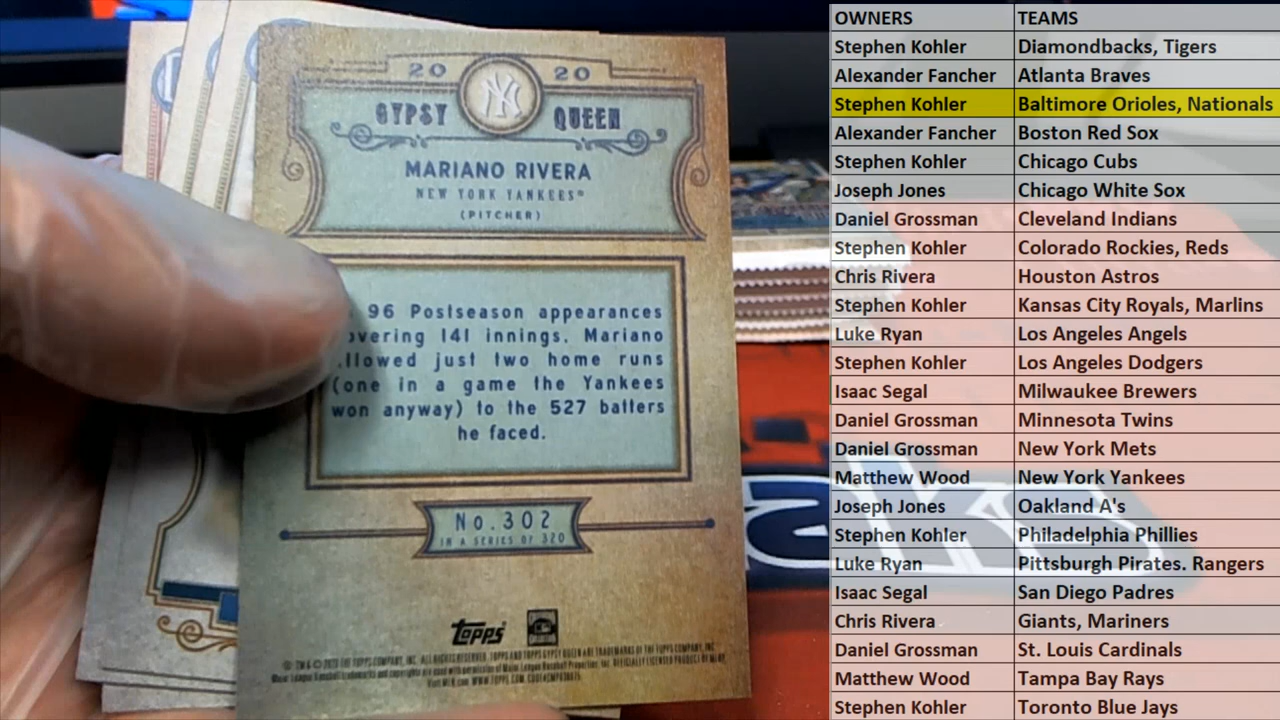 20 20
GYPSY QUEEN
MARIANO RIVERA
NEW YORK YANKEES®
(PITCHER)
96 Postseason appearances
overing 141 innings. Mariano
llowed just two home runs
(one in a game the Yankees
won anyway) to the 527 batters
he faced.
No.302
IN A SERIES OF 320
Topps
OWNERS TEAMS
Stephen Kohler Diamondbacks, Tigers
Alexander Fancher Atlanta Braves
Stephen Kohler Baltimore Orioles, Nationals
Alexander Fancher Boston Red Sox
Stephen Kohler Chicago Cubs
Joseph Jones Chicago White Sox
Daniel Grossman Cleveland Indians
Stephen Kohler Colorado Rockies, Reds
Chris Rivera Houston Astros
Stephen Kohler Kansas City Royals, Marlins
Luke Ryan Los Angeles Angels
Stephen Kohler Los Angeles Dodgers
Isaac Segal Milwaukee Brewers
Daniel Grossman Minnesota Twins
Daniel Grossman New York Mets
Matthew Wood New York Yankees
Joseph Jones Oakland A's
Stephen Kohler Philadelphia Phillies
Luke Ryan Pittsburgh Pirates. Rangers
Isaac Segal San Diego Padres
Chris Rivera Giants, Mariners
Daniel Grossman St. Louis Cardinals
Matthew Wood Tampa Bay Rays
Stephen Kohler Toronto Blue Jays